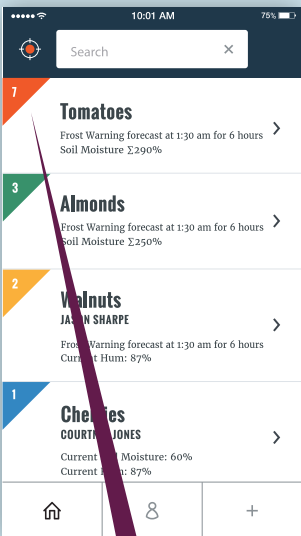 10:01 AM
75%
Search
7
Tomatoes
Frost Warning forecast at 1:30 am for 6 hours
Soil Moisture ∑290%
3
Almonds
Frost Warning forecast at 1:30 am for 6 hours
Soil Moisture ∑250%
2
Walnuts
JASON SHARPE
Frost Warning forecast at 1:30 am for 6 hours
Current Hum: 87%
1
Cherries
COURTNEY JONES
Current Soil Moisture: 60%
Current Hum: 87%